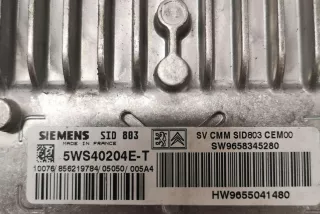 SIEMENS SID 803
MADE IN FRANCE
5WS40204E-T
10076/856219784/05050/005A4
SV CMM SID803 CEM00
SW9658345280
HW9655041480